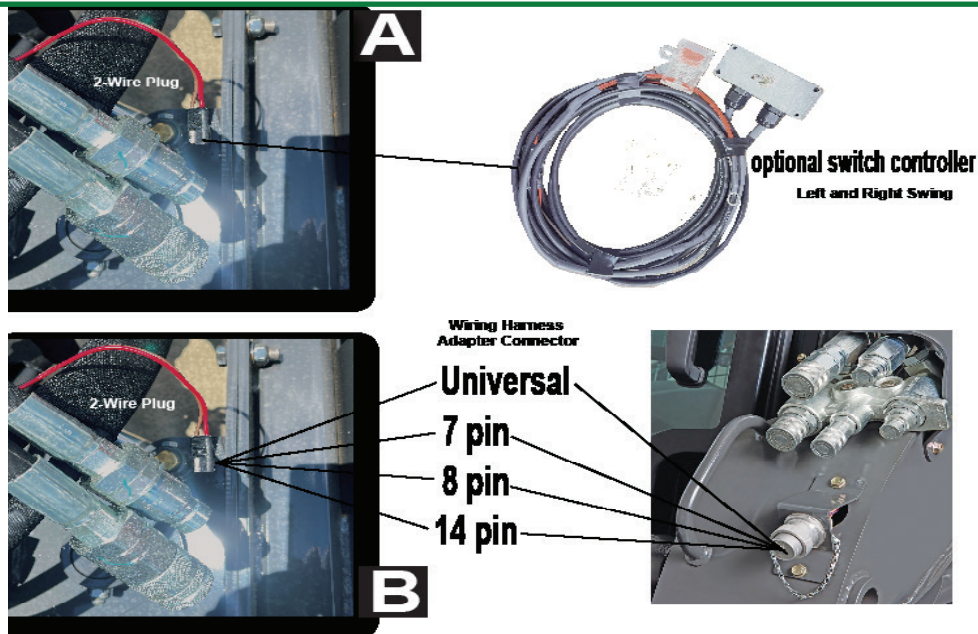 A
2-Wire Plug
optional switch controller
Left and Right Swing
Wiring Harness
Adapter Connector
Universal
7 pin
8 pin
14 pin
2-Wire Plug
B